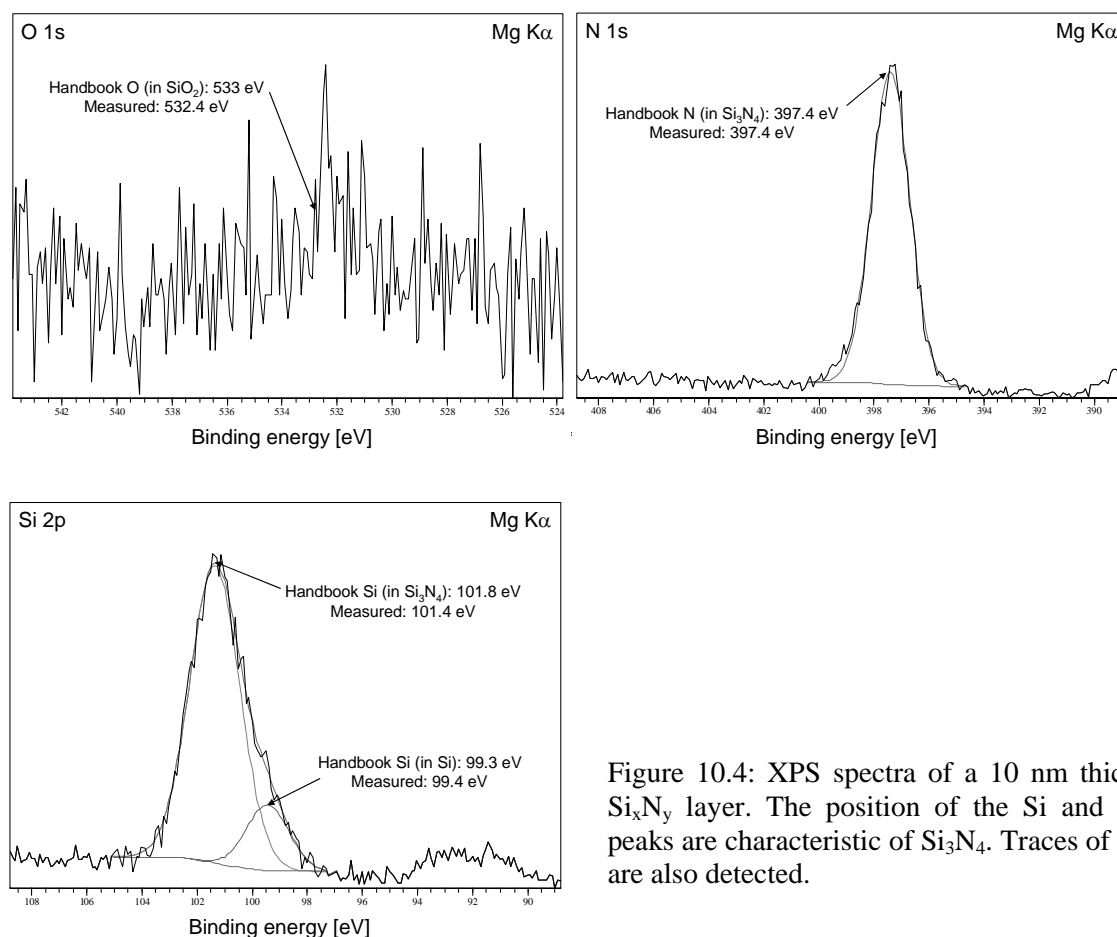 O 1s
Mg Kα
Handbook O (in SiO₂): 533 eV
Measured: 532.4 eV
542 540 538 536 534 532 530 528 526 524
Binding energy [eV]
N 1s
Mg Kα
Handbook N (in Si₃N₄): 397.4 eV
Measured: 397.4 eV
408 406 404 402 400 398 396 394 392 390
Binding energy [eV]
Si 2p
Mg Kα
Handbook Si (in Si₃N₄): 101.8 eV
Measured: 101.4 eV
Handbook Si (in Si): 99.3 eV
Measured: 99.4 eV
108 106 104 102 100 98 96 94 92 90
Binding energy [eV]
Figure 10.4: XPS spectra of a 10 nm thic
SiₓNᵧ layer. The position of the Si and
peaks are characteristic of Si₃N₄. Traces of
are also detected.